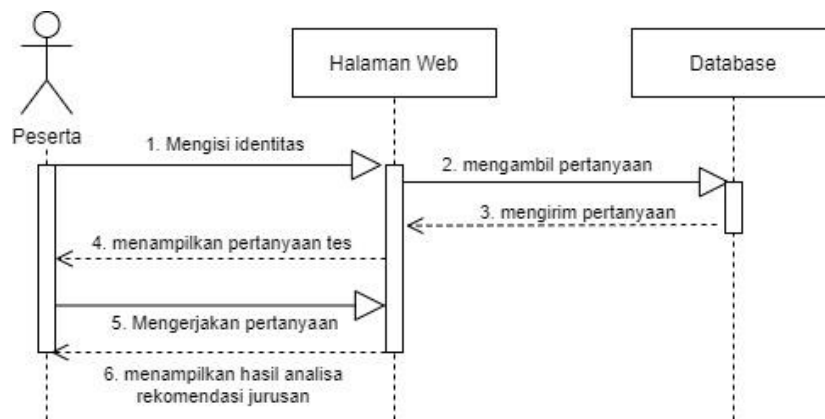 Halaman Web
Database
Peserta
1. Mengisi identitas
2. mengambil pertanyaan
3. mengirim pertanyaan
4. menampilkan pertanyaan tes
5. Mengerjakan pertanyaan
6. menampilkan hasil analisa
rekomendasi jurusan